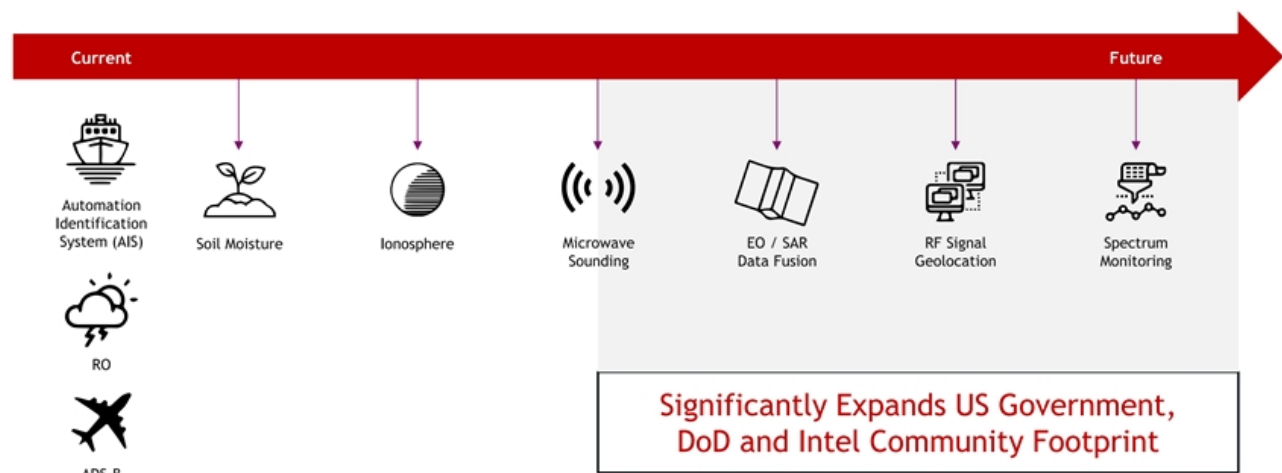 Current
Future
Automation
Identification
System (AIS)
Soil Moisture
Ionosphere
Microwave
Sounding
EO / SAR
Data Fusion
RF Signal
Geolocation
Spectrum
Monitoring
RO
Significantly Expands US Government,
DoD and Intel Community Footprint
ADS-B